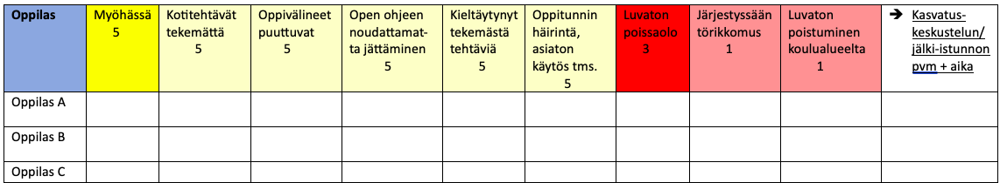 Oppilas
Myöhässä
5
Kotitehtävät
tekemättä
5
Oppivälineet
puuttuvat
5
Open ohjeen
noudattamat-
ta jättäminen
5
Kieltäytynyt
tekemästä
tehtäviä
5
Oppitunnin
häirintä,
asiaton
käytös tms.
5
Luvaton
poissaolo
3
Järjestyssään
törikkomus
1
Luvaton
poistuminen
koulualueelta
1
➔ Kasvatus-
keskustelun/
jälki-istunnon
pvm + aika
Oppilas A
Oppilas B
Oppilas C